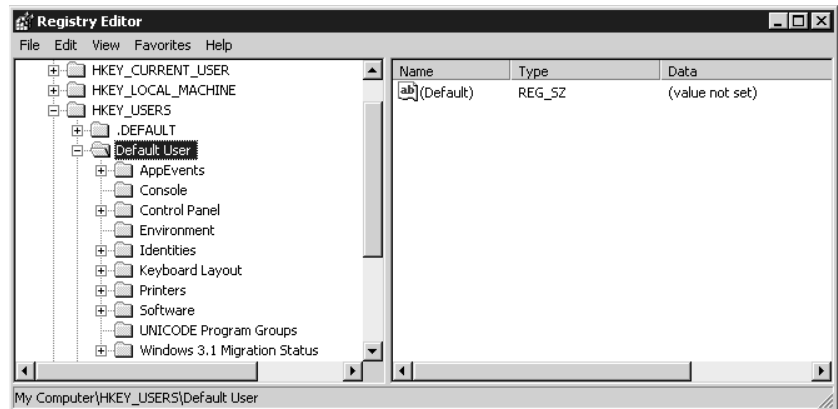 Registry Editor
File Edit View Favorites Help
HKEY_CURRENT_USER
HKEY_LOCAL_MACHINE
HKEY_USERS
.DEFAULT
Default User
AppEvents
Console
Control Panel
Environment
Identities
Keyboard Layout
Printers
Software
UNICODE Program Groups
Windows 3.1 Migration Status
Name Type Data
ab (Default) REG_SZ (value not set)
My Computer\HKEY_USERS\Default User